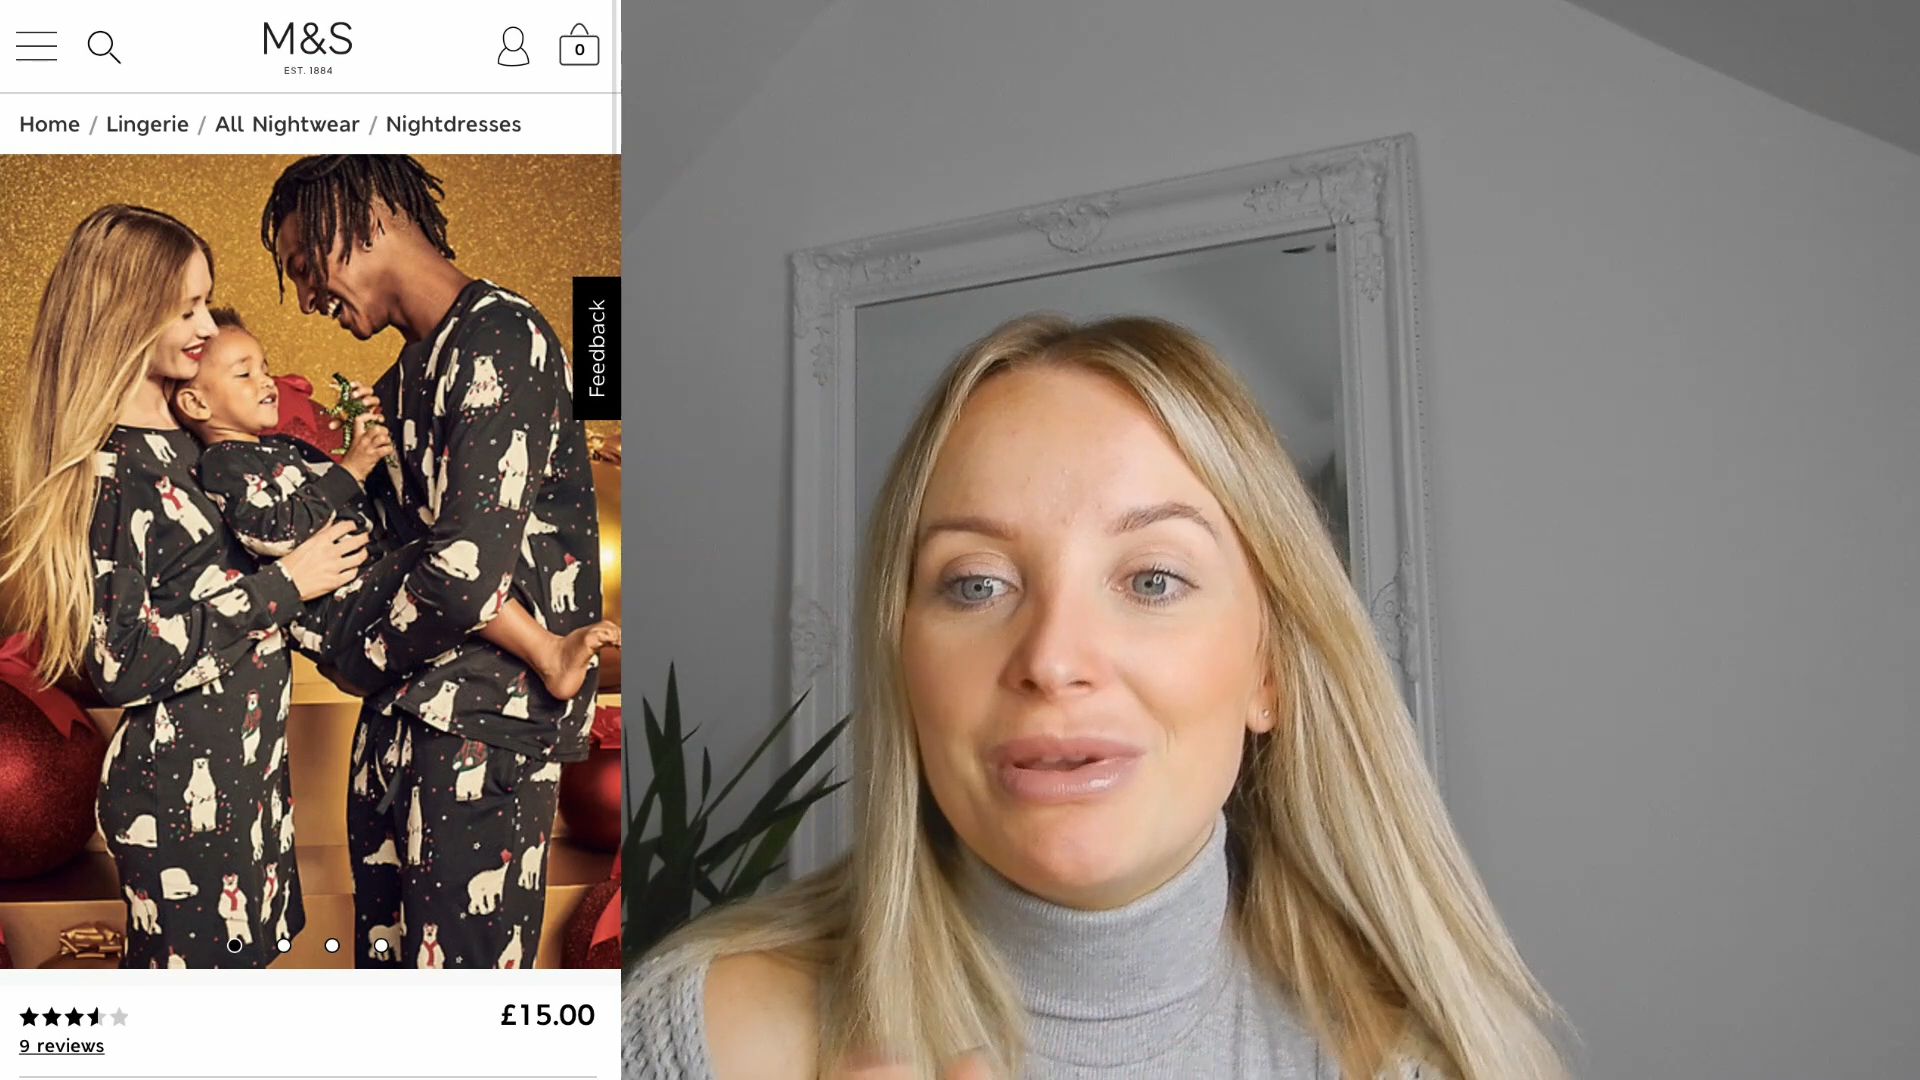 M&S
EST. 1884
0
Home / Lingerie / All Nightwear / Nightdresses
Feedback
£15.00
9 reviews